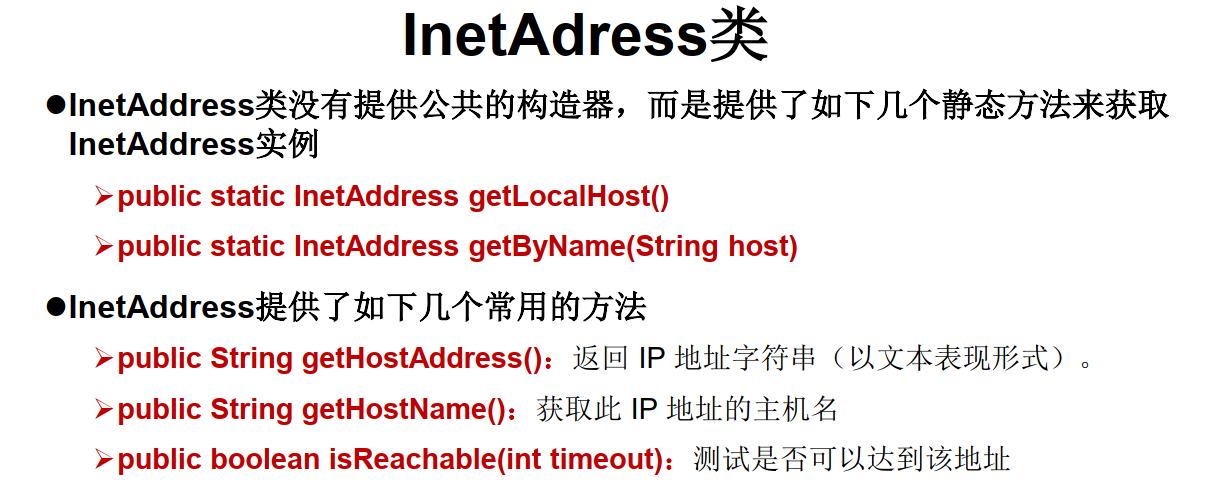 InetAdress类
●InetAddress类没有提供公共的构造器，而是提供了如下几个静态方法来获取
InetAddress实例
➢public static InetAddress getLocalHost()
➢public static InetAddress getByName(String host)
●InetAddress提供了如下几个常用的方法
➢public String getHostAddress()：返回 IP 地址字符串（以文本表现形式）。
➢public String getHostName()：获取此 IP 地址的主机名
➢public boolean isReachable(int timeout)：测试是否可以达到该地址